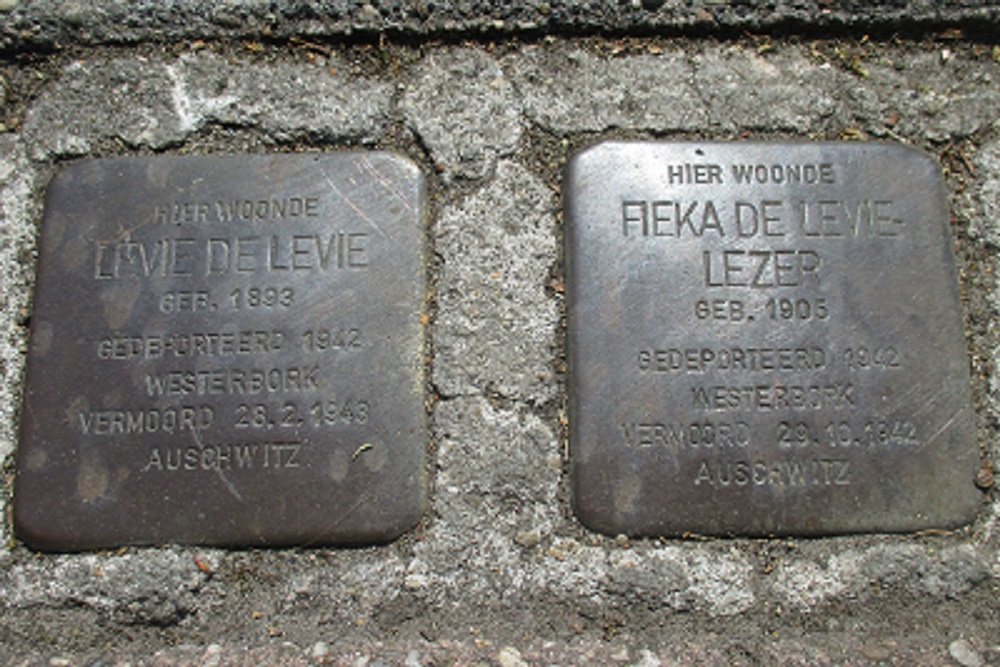 HIER WOONDE
LEVIE DE LEVIE
GEB. 1893
GEDEPORTEERD 1942
WESTERBORK
VERMOORD 28.2.1943
AUSCHWITZ
HIER WOONDE
FIEKA DE LEVIE-
LEZER
GEB. 1905
GEDEPORTEERD 1942
WESTERBORK
VERMOORD 29.10.1942
AUSCHWITZ